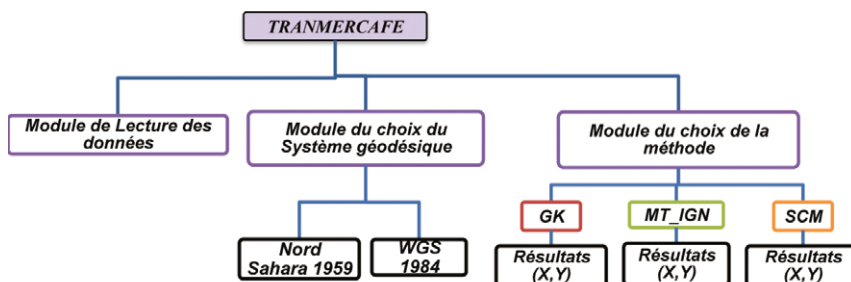 TRANMERCAFE
Module de Lecture des
données
Module du choix du
Système géodésique
Module du choix de la
méthode
GK
MT_IGN
SCM
Nord
Sahara 1959
WGS
1984
Résultats
(X,Y)
Résultats
(X,Y)
Résultats
(X,Y)